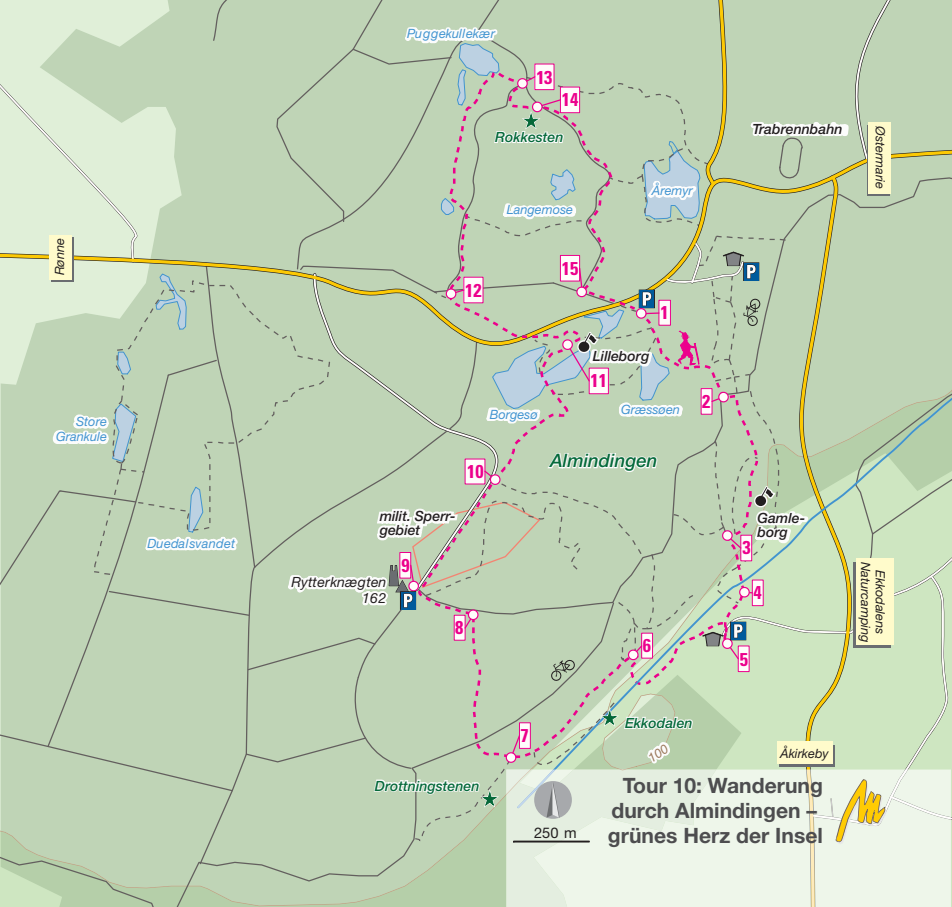 Puggekullekær
13
14
Rokkesten
Trabrennbahn
Østermarie
Langemose
Åremyr
Rønne
12
15
P
P
1
Lilleborg
11
Borgesø
Græssøen
2
Store
Grankule
Almindingen
10
milit. Sperr-
gebiet
Gamle-
borg
Duedalsvandet
3
Rytterknægten
162
9
P
4
Ekkodalens
Naturcamping
8
P
6
5
7
Ekkodalen
100
Åkirkeby
Drottningstenen
250 m
Tour 10: Wanderung
durch Almindingen –
grünes Herz der Insel